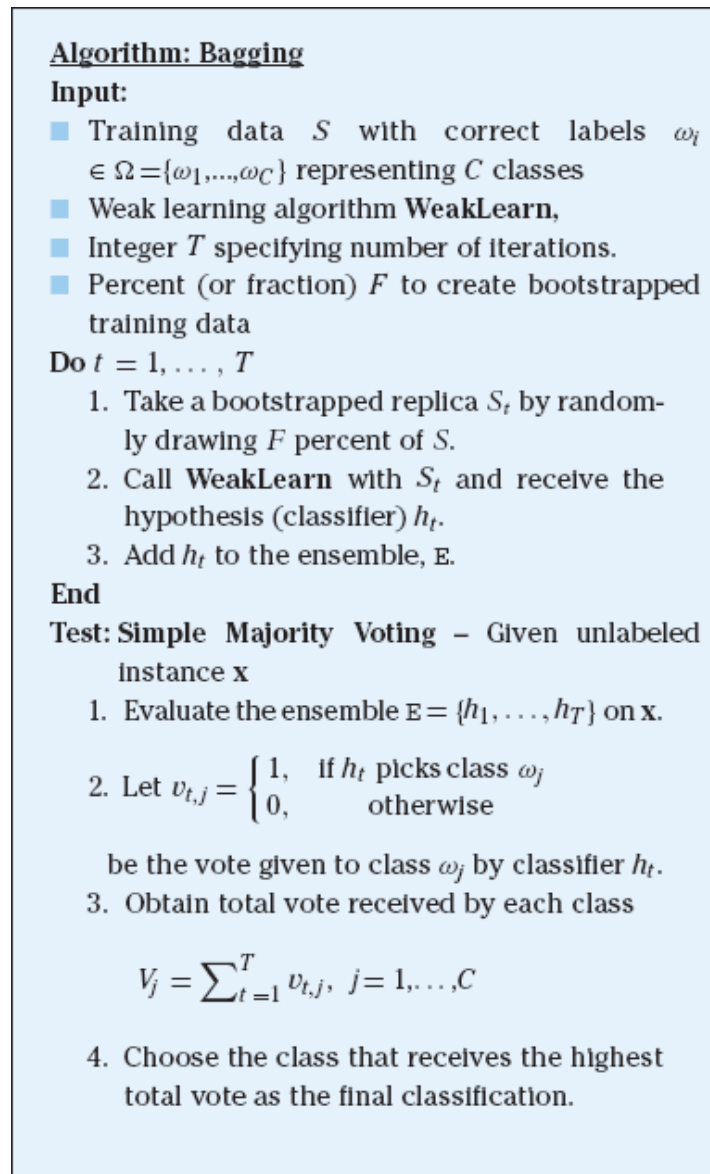 Algorithm: Bagging
Input:
■ Training data S with correct labels ω_i
∈ Ω={ω_1,...,ω_C} representing C classes
■ Weak learning algorithm WeakLearn,
■ Integer T specifying number of iterations.
■ Percent (or fraction) F to create bootstrapped
training data
Do t = 1, . . . , T
1. Take a bootstrapped replica S_t by random-
ly drawing F percent of S.
2. Call WeakLearn with S_t and receive the
hypothesis (classifier) h_t.
3. Add h_t to the ensemble, E.
End
Test: Simple Majority Voting – Given unlabeled
instance x
1. Evaluate the ensemble E = {h_1, . . . , h_T} on x.
2. Let v_{t,j} = { 1, if h_t picks class ω_j
0, otherwise
be the vote given to class ω_j by classifier h_t.
3. Obtain total vote received by each class
V_j = ∑_{t=1}^{T} v_{t,j}, j= 1,. . .,C
4. Choose the class that receives the highest
total vote as the final classification.